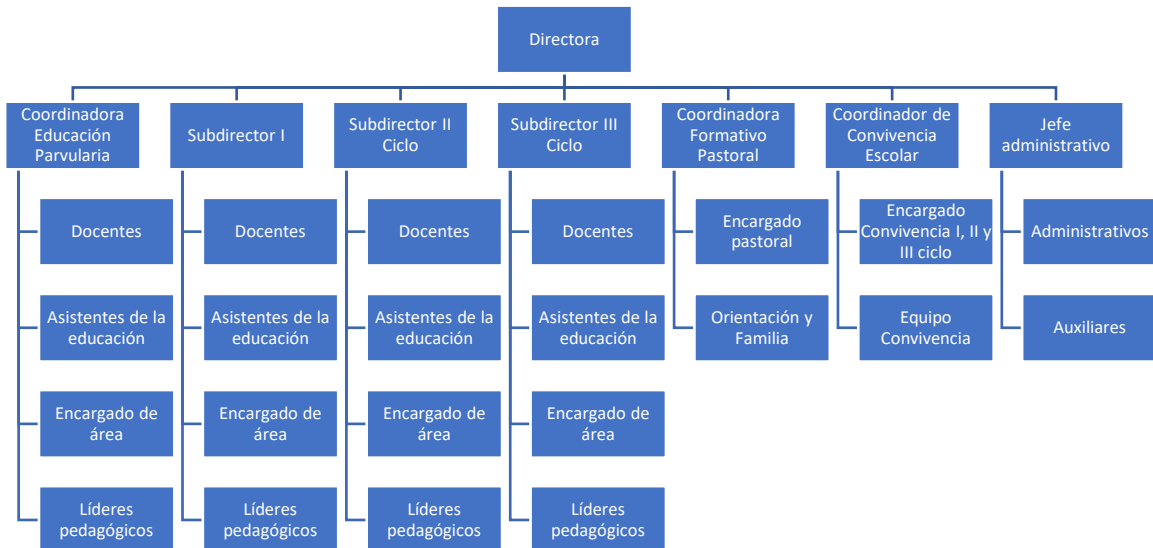 Directora
Coordinadora
Educación
Parvularia
Subdirector I
Subdirector II
Ciclo
Subdirector III
Ciclo
Coordinadora
Formativo
Pastoral
Coordinador de
Convivencia
Escolar
Jefe
administrativo
Docentes
Docentes
Docentes
Docentes
Encargado
pastoral
Encargado
Convivencia I, II y
III ciclo
Administrativos
Asistentes de la
educación
Asistentes de la
educación
Asistentes de la
educación
Asistentes de la
educación
Orientación y
Familia
Equipo
Convivencia
Auxiliares
Encargado de
área
Encargado de
área
Encargado de
área
Encargado de
área
Líderes
pedagógicos
Líderes
pedagógicos
Líderes
pedagógicos
Líderes
pedagógicos